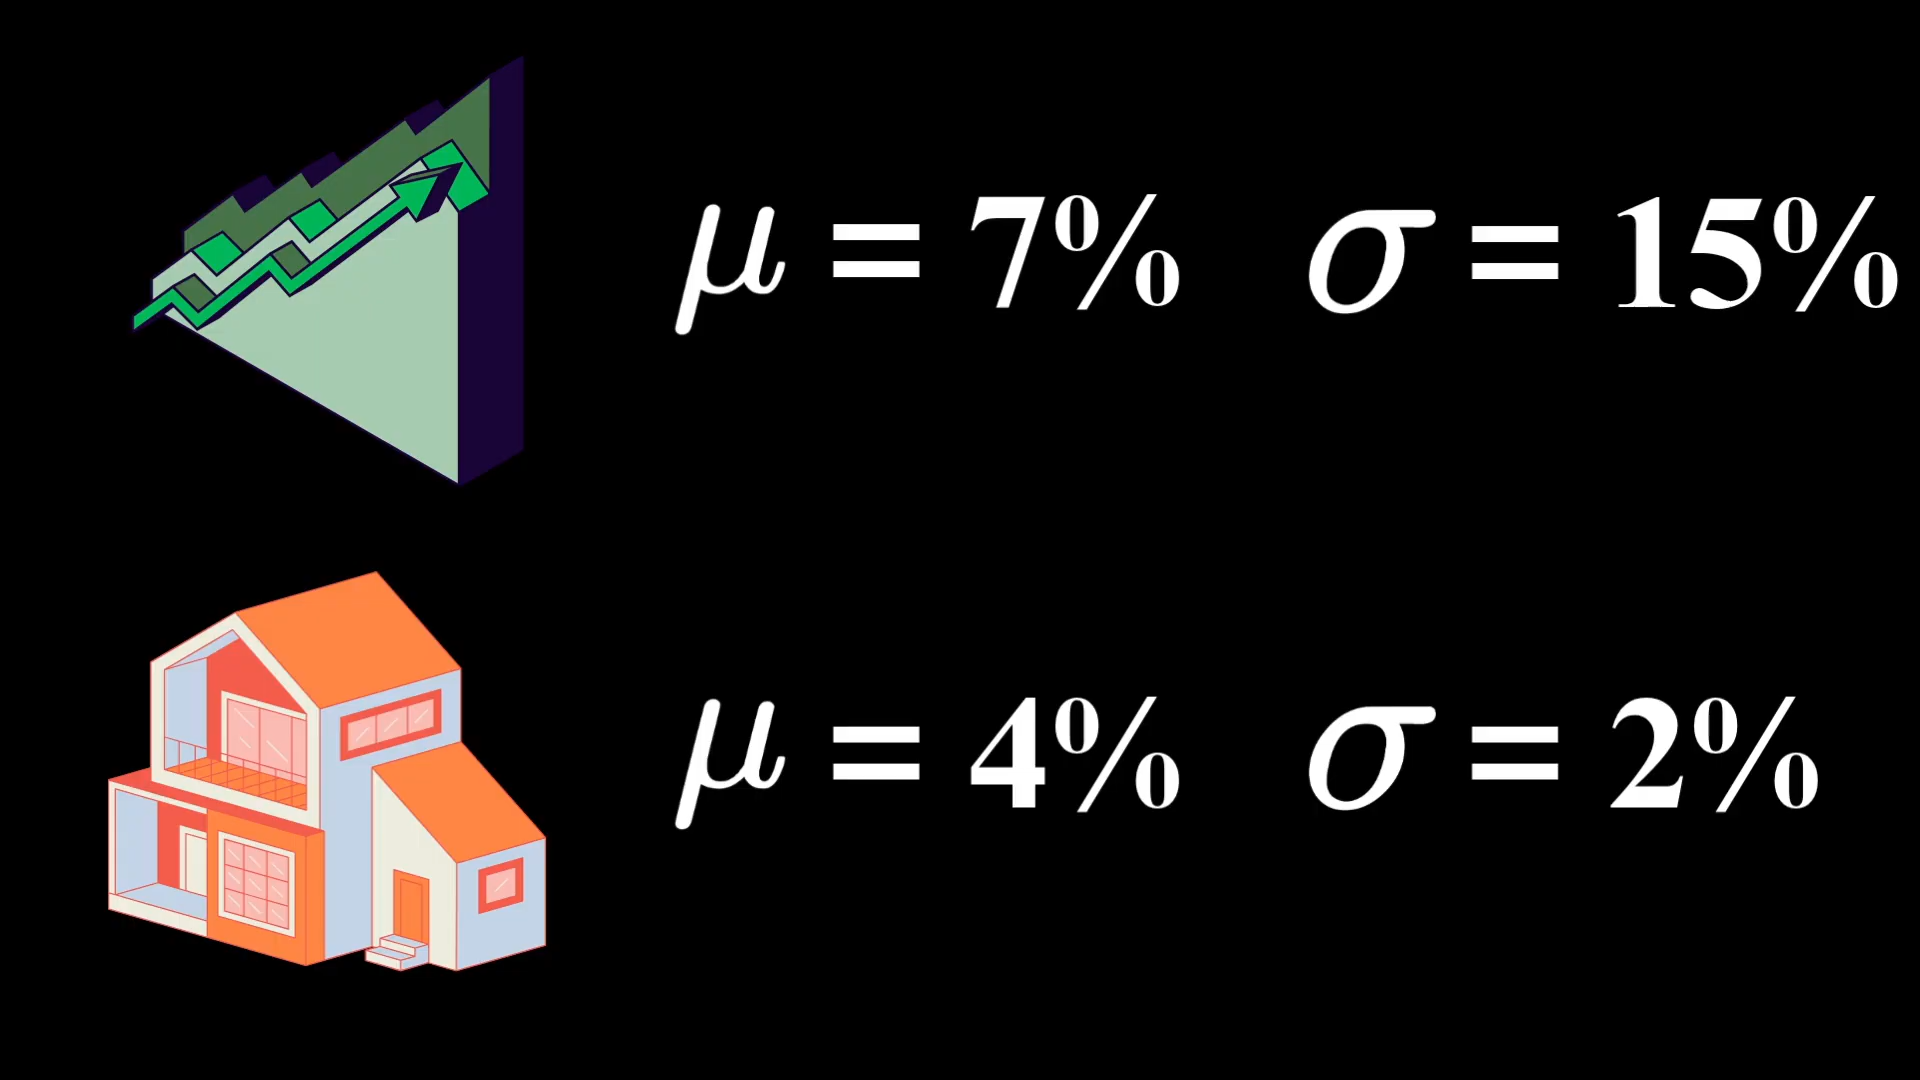 μ = 7% σ = 15%
μ = 4% σ = 2%